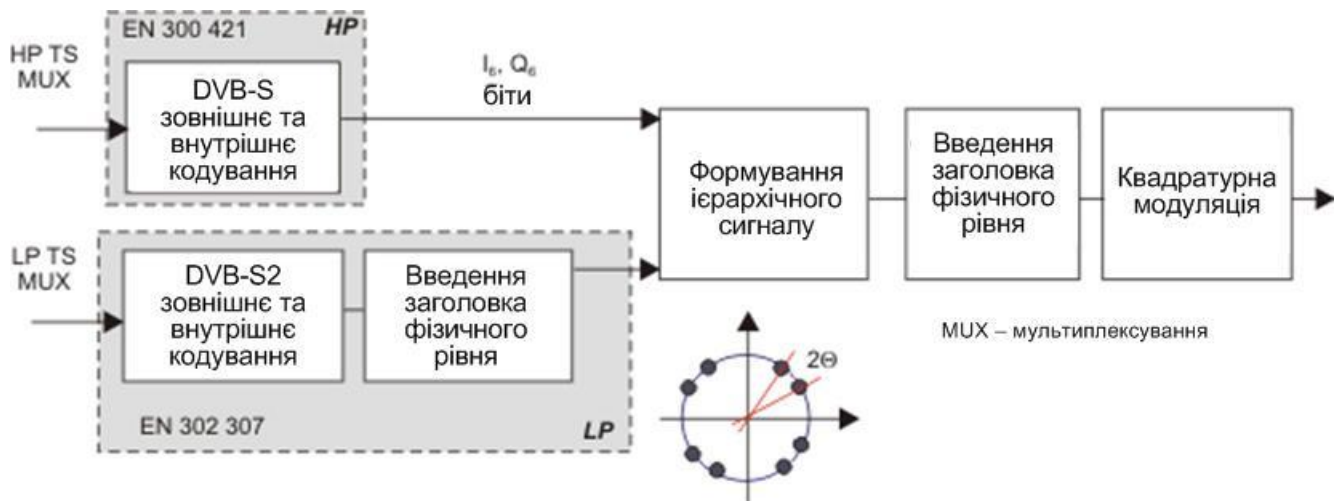 EN 300 421
HP
HP TS
MUX
DVB-S
зовнішнє та
внутрішнє
кодування
I₆, Q₆
біти
Формування
ієрархічного
сигналу
Введення
заголовка
фізичного
рівня
Квадратурна
модуляція
LP TS
MUX
DVB-S2
зовнішнє та
внутрішнє
кодування
Введення
заголовка
фізичного
рівня
EN 302 307
LP
2Θ
MUX – мультиплексування